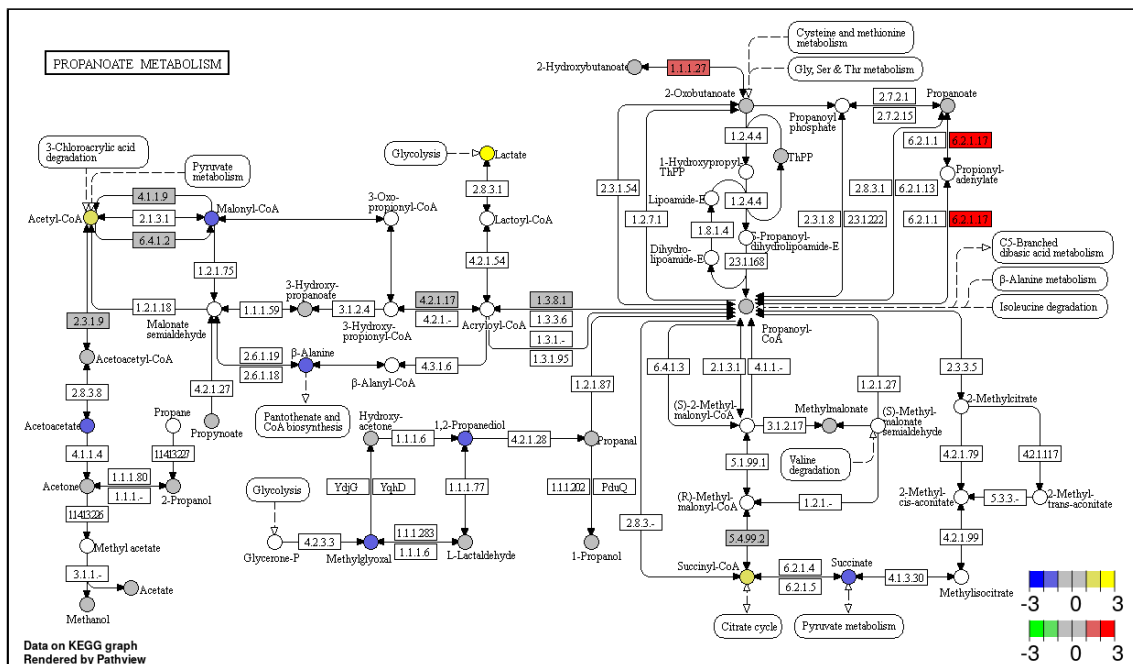 PROPANOATE METABOLISM
Cysteine and methionine
metabolism
Gly, Ser & Thr metabolism
2-Hydroxybutanoate
1.1.1.27
2-Oxobutanoate
Propanoyl
phosphate
2.7.2.1
2.7.2.15
Propanoate
3-Chloroacrylic acid
degradation
Pyruvate
metabolism
Glycolysis
Lactate
1.2.4.4
ThPP
1-Hydroxypropyl-
ThPP
6.2.1.1
6.2.1.17
Propionyl-
adenylate
2.3.1.54
1.2.7.1
Lipoamide-E
1.2.4.4
1.8.1.4
Dihydro-
lipoamide-E
S-Propanoyl-
dihydrolipoamide-E
2.3.1.168
2.3.1.8
2.3.1.222
2.8.3.1
6.2.1.13
6.2.1.1
6.2.1.17
Acetyl-CoA
4.1.1.9
2.1.3.1
6.4.1.2
Malonyl-CoA
3-Oxo-
propionyl-CoA
2.8.3.1
Lactoyl-CoA
4.2.1.54
C5-Branched
dibasic acid metabolism
β-Alanine metabolism
Isoleucine degradation
1.2.1.75
1.2.1.18
Malonate
semialdehyde
1.1.1.59
3-Hydroxy-
propanoate
3.1.2.4
3-Hydroxy-
propionyl-CoA
4.2.1.17
4.2.1.-
Acryloyl-CoA
1.3.8.1
1.3.3.6
1.3.1.-
1.3.1.95
Propanoyl-
CoA
2.3.1.9
Acetoacetyl-CoA
2.6.1.19
2.6.1.18
β-Alanine
β-Alanyl-CoA
4.3.1.6
4.2.1.27
Propynoate
Pantothenate and
CoA biosynthesis
1.2.1.87
6.4.1.3
2.1.3.1
4.1.1.-
1.2.1.27
2.3.3.5
2.8.3.8
Acetoacetate
Propane
1.14.13.227
4.1.1.4
Acetone
1.1.1.80
1.1.1.-
2-Propanol
1.14.13.226
Methyl acetate
3.1.1.-
Acetate
Methanol
Hydroxy-
acetone
1.1.1.6
1,2-Propanediol
4.2.1.28
Propanal
YdjG
YqhD
1.1.1.77
1.1.1.202
PduQ
Glycolysis
Glycerone-P
4.2.3.3
Methylglyoxal
1.1.1.283
1.1.1.6
L-Lactaldehyde
1-Propanol
(S)-2-Methyl-
malonyl-CoA
Methylmalonate
3.1.2.17
(S)-Methyl-
malonate
semialdehyde
Valine
degradation
5.1.99.1
(R)-Methyl-
malonyl-CoA
1.2.1.-
2.8.3.-
5.4.99.2
Succinyl-CoA
6.2.1.4
6.2.1.5
Succinate
4.1.3.30
Methylisocitrate
Citrate cycle
Pyruvate metabolism
2-Methylcitrate
4.2.1.79
4.2.1.117
2-Methyl-
cis-aconitate
5.3.3.-
2-Methyl-
trans-aconitate
4.2.1.99
-3 0 3
-3 0 3
Data on KEGG graph
Rendered by Pathview